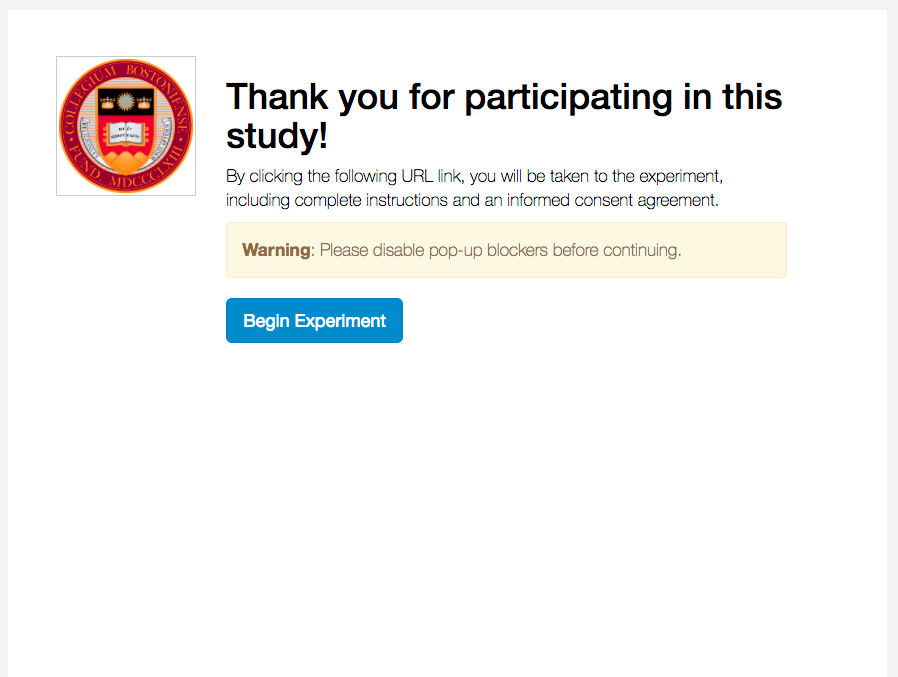 COLLEGIUM BOSTONIENSE
FUND. MDCCCLXIII
Thank you for participating in this
study!
By clicking the following URL link, you will be taken to the experiment,
including complete instructions and an informed consent agreement.
Warning: Please disable pop-up blockers before continuing.
Begin Experiment